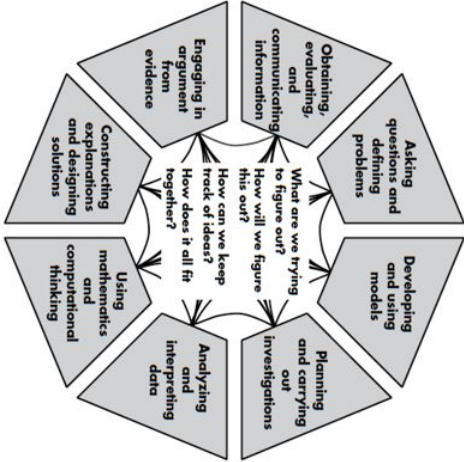 Asking
questions and
defining
problems
Developing
and using
models
Planning
and carrying
out
investigations
Analyzing
and
interpreting
data
Using
mathematics
and
computational
thinking
Constructing
explanations
and designing
solutions
Engaging in
argument
from
evidence
Obtaining,
evaluating,
and
communicating
information
What are we trying
to figure out?
How will we figure
this out?
How can we keep
track of ideas?
How does it all fit
together?